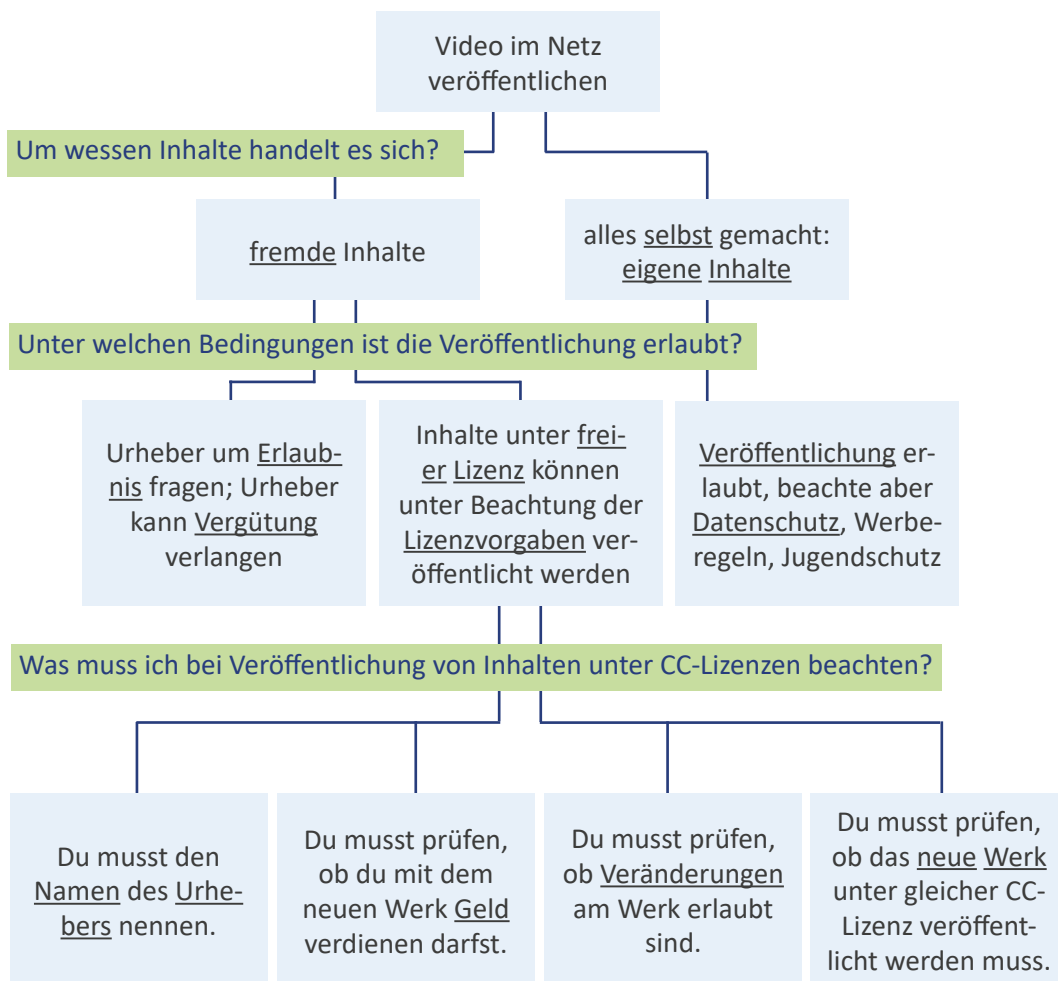 Video im Netz
veröffentlichen
Um wessen Inhalte handelt es sich?
fremde Inhalte
alles selbst gemacht:
eigene Inhalte
Unter welchen Bedingungen ist die Veröffentlichung erlaubt?
Urheber um Erlaub-
nis fragen; Urheber
kann Vergütung
verlangen
Inhalte unter frei-
er Lizenz können
unter Beachtung der
Lizenzvorgaben ver-
öffentlicht werden
Veröffentlichung er-
laubt, beachte aber
Datenschutz, Werbe-
regeln, Jugendschutz
Was muss ich bei Veröffentlichung von Inhalten unter CC-Lizenzen beachten?
Du musst den
Namen des Urhe-
bers nennen.
Du musst prüfen,
ob du mit dem
neuen Werk Geld
verdienen darfst.
Du musst prüfen,
ob Veränderungen
am Werk erlaubt
sind.
Du musst prüfen,
ob das neue Werk
unter gleicher CC-
Lizenz veröffent-
licht werden muss.